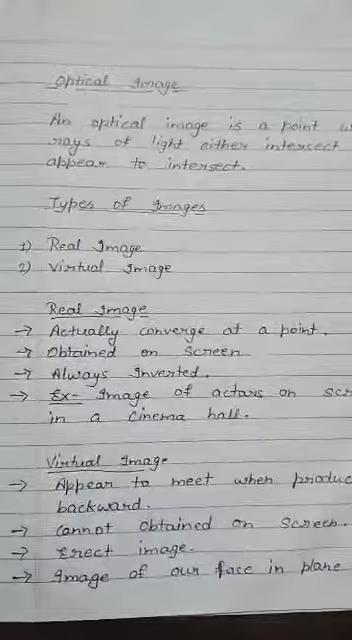 Optical Image
An optical image is a point
rays of light either intersect
appear to intersect.
Types of Images
1) Real Image
2) Virtual Image
Real Image
→ Actually converge at a point.
→ Obtained on Screen
→ Always Inverted.
→ Ex- Image of actars on
in a cinema hall.
Virtual Image
→ Appear to meet when
backward.
→ Cannot obtained on Screen.
→ Erect image.
→ Image of our face in plane